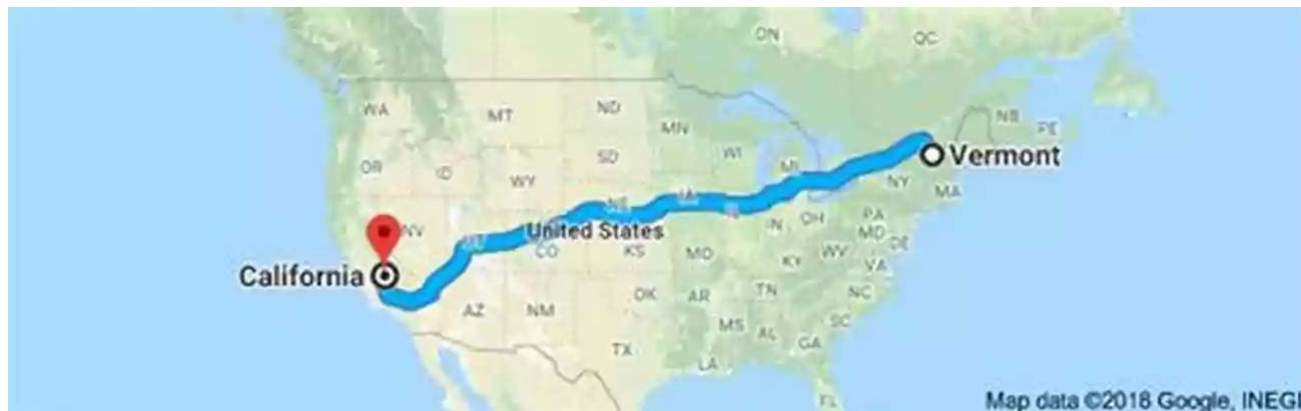 ON
QC
WA
MT
ND
NB
PE
MN
OR
ID
SD
WI
MI
Vermont
WY
NY
MA
NE
IA
IL
NV
United States
UT
CO
KS
MO
IN
OH
PA
MD
DE
KY
WV
VA
California
AZ
NM
OK
AR
TN
NC
MS
AL
SC
GA
TX
LA
FL
Map data ©2018 Google, INEGI